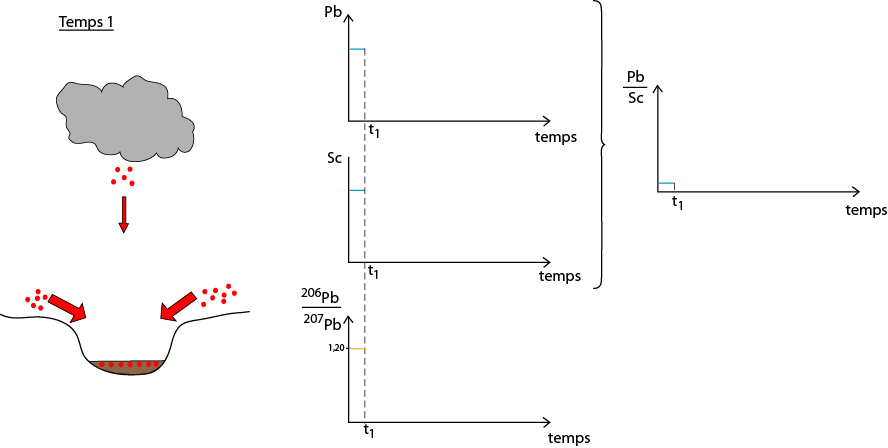 Temps 1
Pb
t1
temps
Sc
t1
temps
206Pb
207Pb
1,20
t1
temps
Pb
Sc
t1
temps